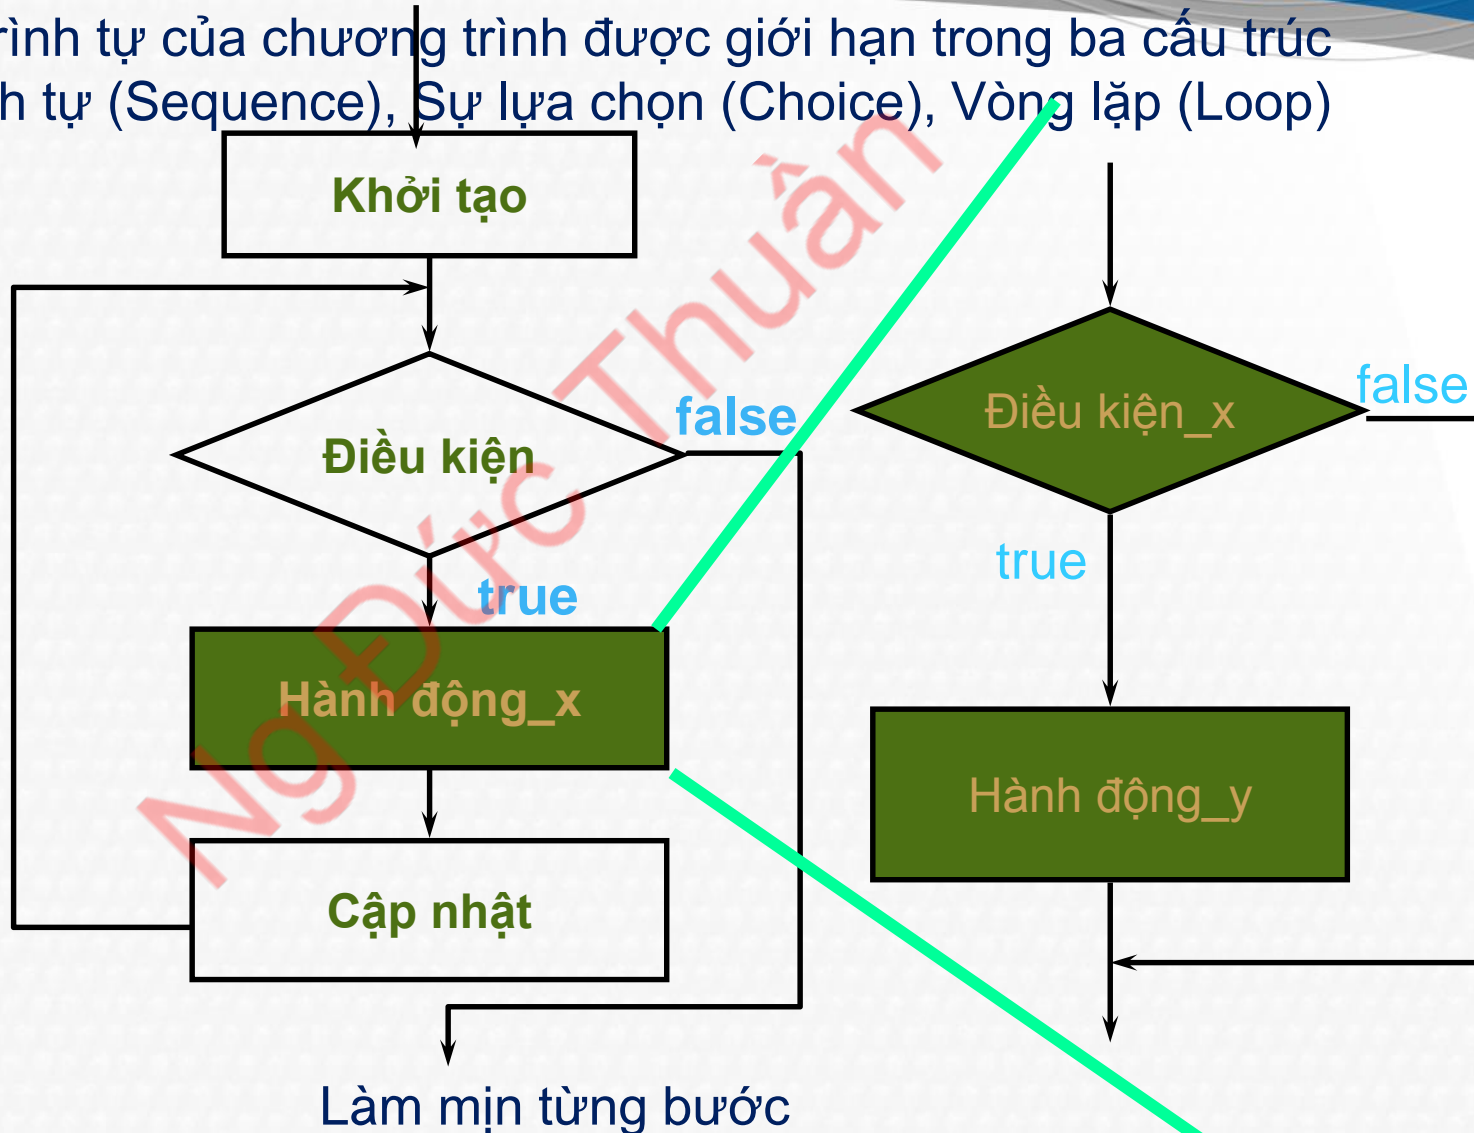 rình tự của chương trình được giới hạn trong ba cấu trúc
h tự (Sequence), Sự lựa chọn (Choice), Vòng lặp (Loop)
Khởi tạo
Điều kiện
false
true
Hành động_x
Cập nhật
Điều kiện_x
false
true
Hành động_y
Làm mịn từng bước
Ng Đức Thuần